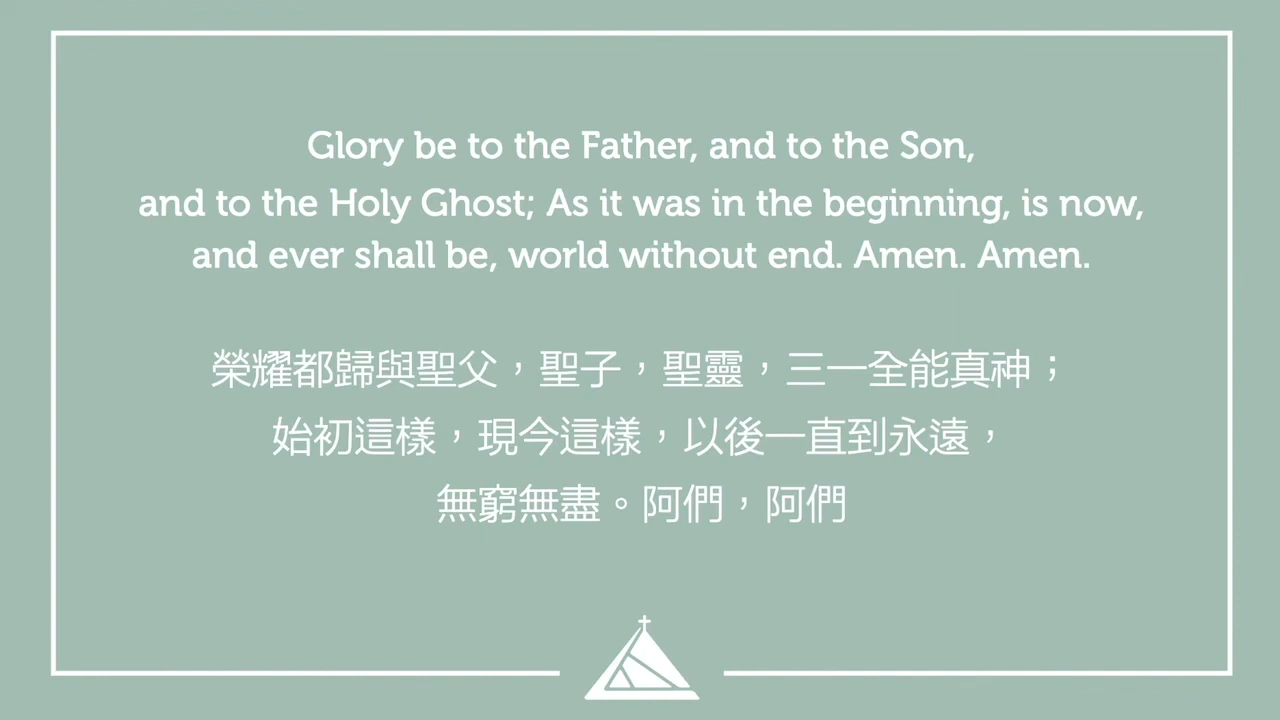 Glory be to the Father, and to the Son,
and to the Holy Ghost; As it was in the beginning, is now,
and ever shall be, world without end. Amen. Amen.
榮耀都歸與聖父，聖子，聖靈，三一全能真神；
始初這樣，現今這樣，以後一直到永遠，
無窮無盡。阿們，阿們